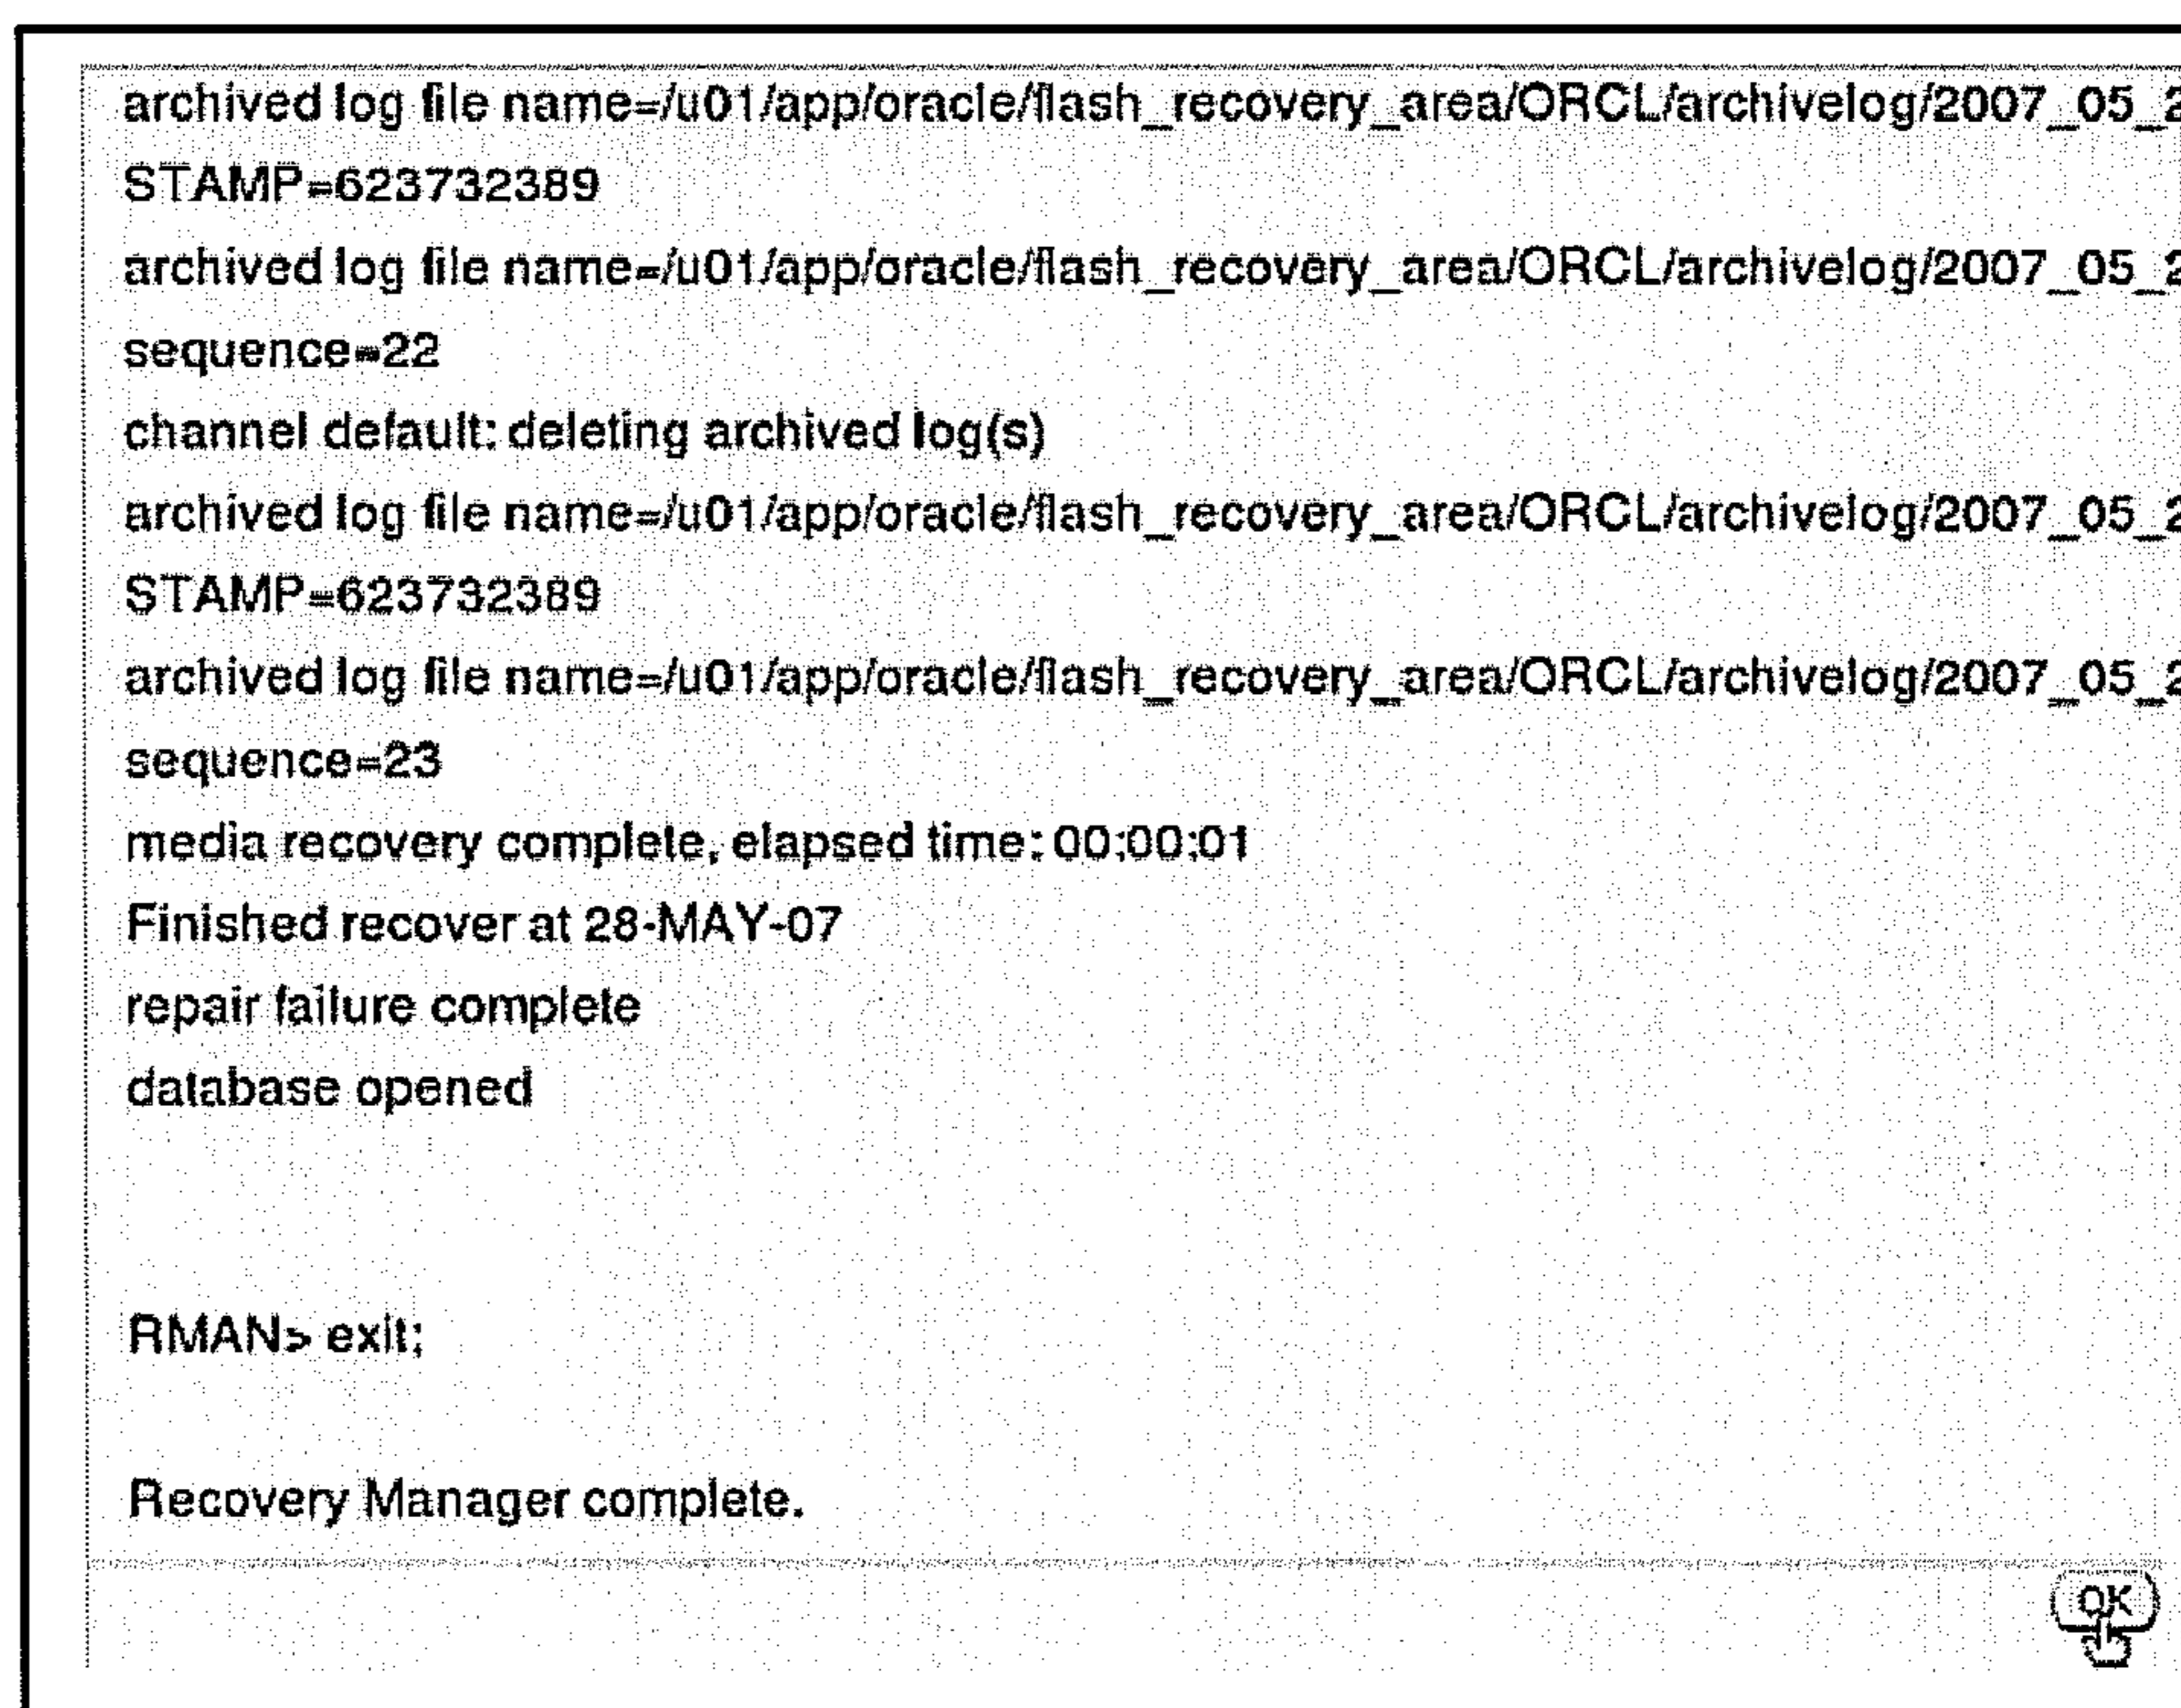 archived log file name=/u01/app/oracle/flash_recovery_area/ORCL/archivelog/2007_05_2
STAMP=623732389
archived log file name=/u01/app/oracle/flash_recovery_area/ORCL/archivelog/2007_05_2
sequence=22
channel default: deleting archived log(s)
archived log file name=/u01/app/oracle/flash_recovery_area/ORCL/archivelog/2007_05_2
STAMP=623732389
archived log file name=/u01/app/oracle/flash_recovery_area/ORCL/archivelog/2007_05_2
sequence=23
media recovery complete, elapsed time: 00:00:01
Finished recover at 28-MAY-07
repair failure complete
database opened
RMAN> exit;
Recovery Manager complete.
OK